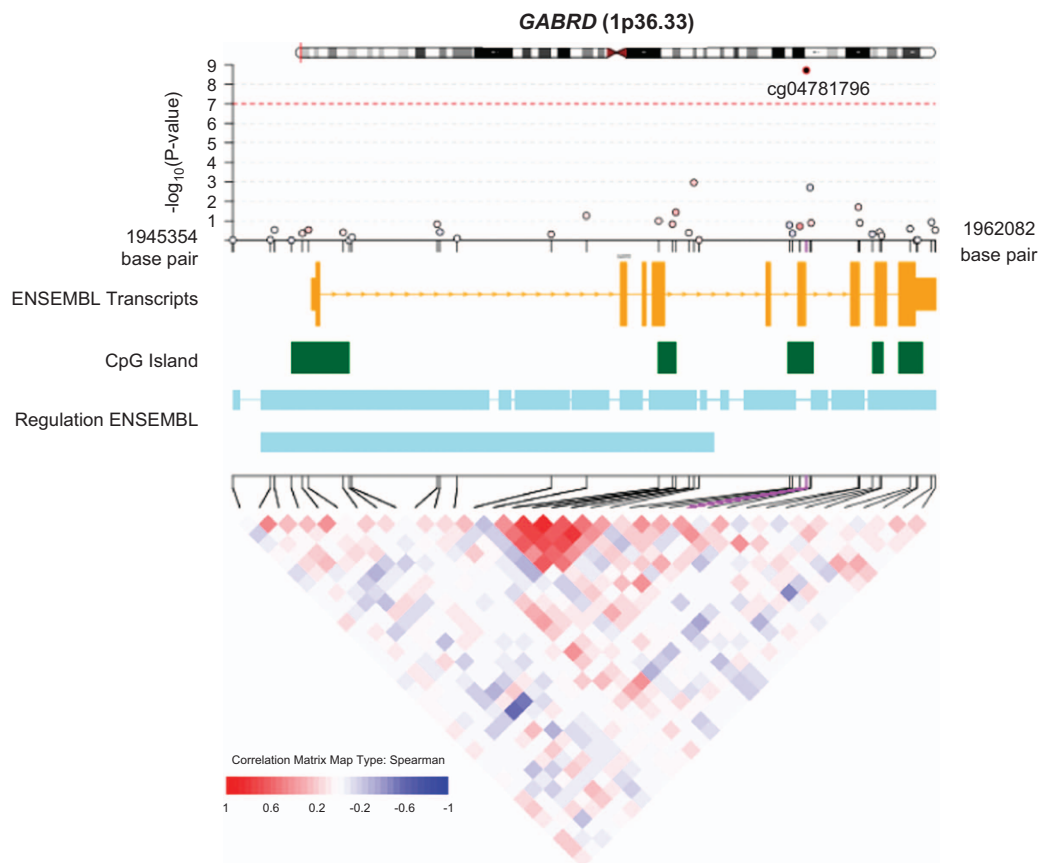 GABRD (1p36.33)
9
8
7
6
5
4
3
2
1
-log10(P-value)
cg04781796
1945354
base pair
1962082
base pair
ENSEMBL Transcripts
CpG Island
Regulation ENSEMBL
Correlation Matrix Map Type: Spearman
1 0.6 0.2 -0.2 -0.6 -1